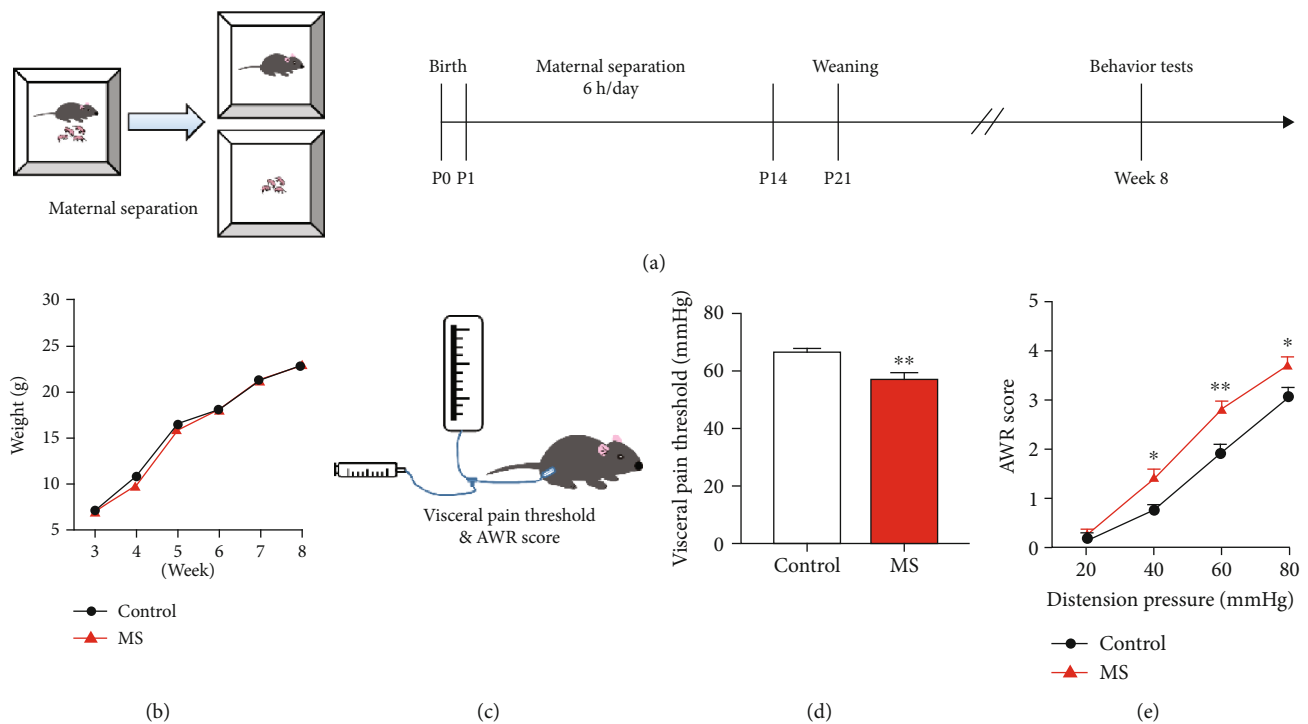 Maternal separation
Birth
Maternal separation
6 h/day
Weaning
Behavior tests
P0 P1
P14
P21
Week 8
(a)
Weight (g)
30
25
20
15
10
5
3 4 5 6 7 8
(Week)
Control
MS
(b)
Visceral pain threshold
& AWR score
(c)
Visceral pain threshold (mmHg)
80
60
40
66
20
0
**
Control MS
(d)
AWR score
5
4
3
2
1
0
*
**
*
20 40 60 80
Distension pressure (mmHg)
Control
MS
(e)